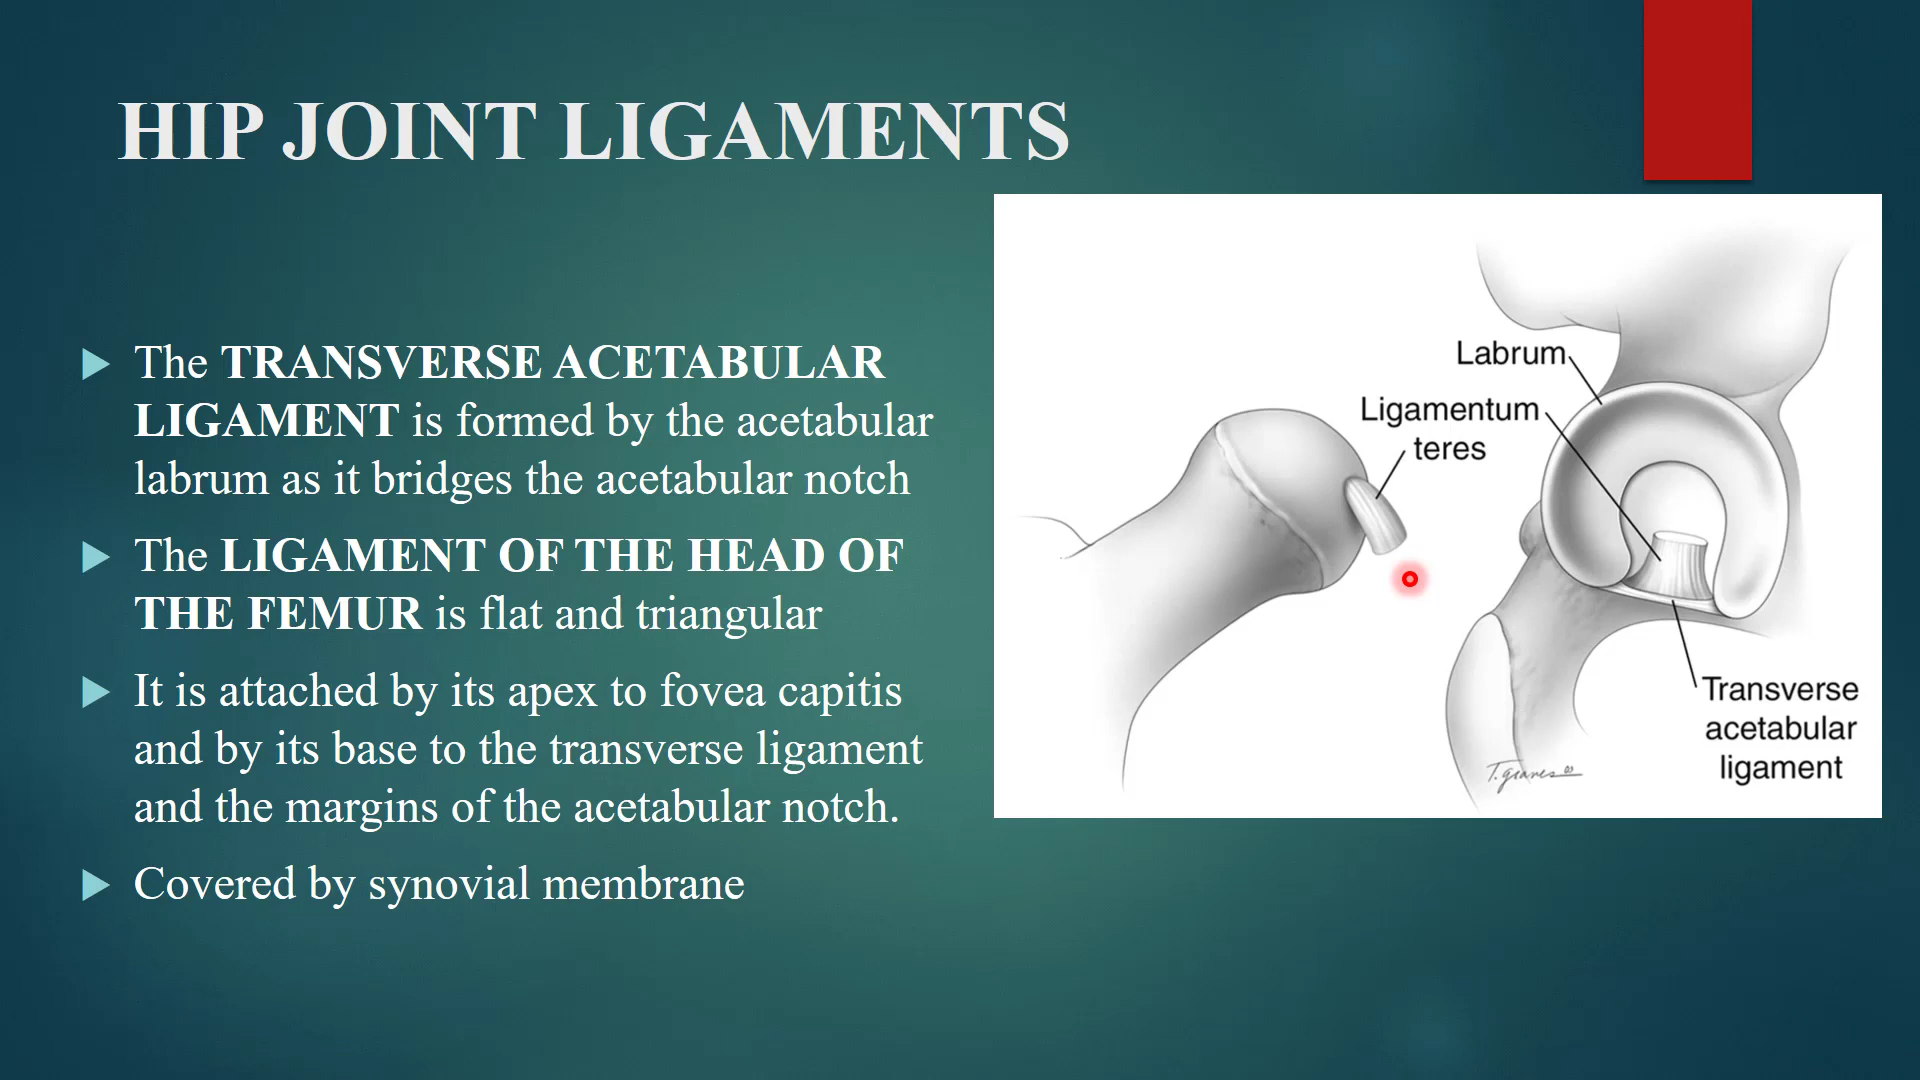 HIP JOINT LIGAMENTS
The TRANSVERSE ACETABULAR
LIGAMENT is formed by the acetabular
labrum as it bridges the acetabular notch
The LIGAMENT OF THE HEAD OF
THE FEMUR is flat and triangular
It is attached by its apex to fovea capitis
and by its base to the transverse ligament
and the margins of the acetabular notch.
Covered by synovial membrane
Labrum
Ligamentum
teres
Transverse
acetabular
ligament
T. graves